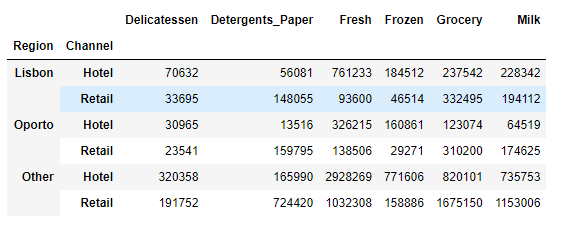 Delicatessen Detergents_Paper Fresh Frozen Grocery Milk
Region Channel
Lisbon Hotel 70632 56081 761233 184512 237542 228342
Retail 33695 148055 93600 46514 332495 194112
Oporto Hotel 30965 13516 326215 160861 123074 64519
Retail 23541 159795 138506 29271 310200 174625
Other Hotel 320358 165990 2928269 771606 820101 735753
Retail 191752 724420 1032308 158886 1675150 1153006